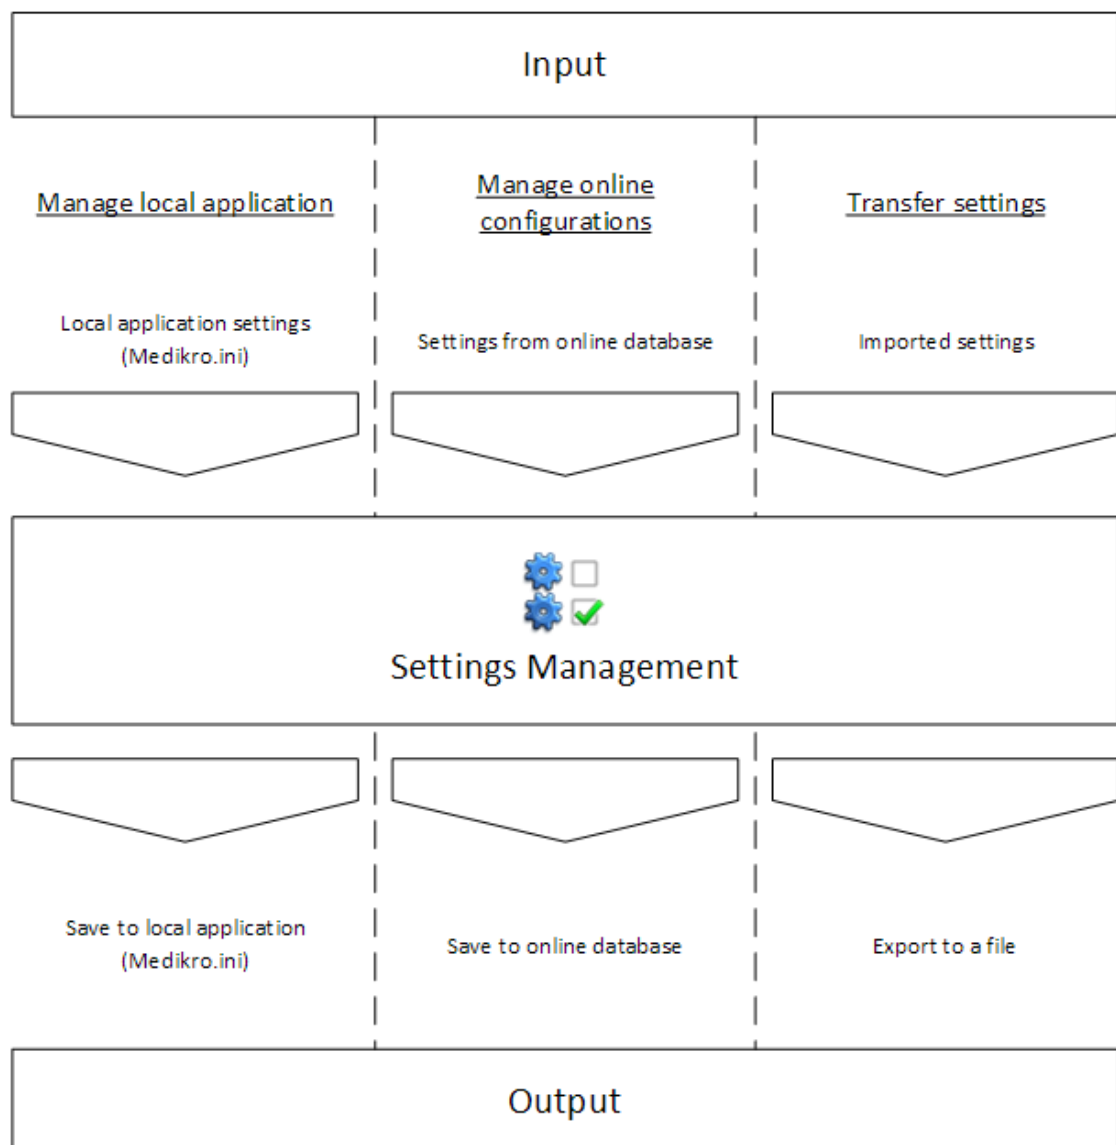 Input
Manage local application
Manage online
configurations
Transfer settings
Local application settings
(Medikro.ini)
Settings from online database
Imported settings
Settings Management
Save to local application
(Medikro.ini)
Save to online database
Export to a file
Output